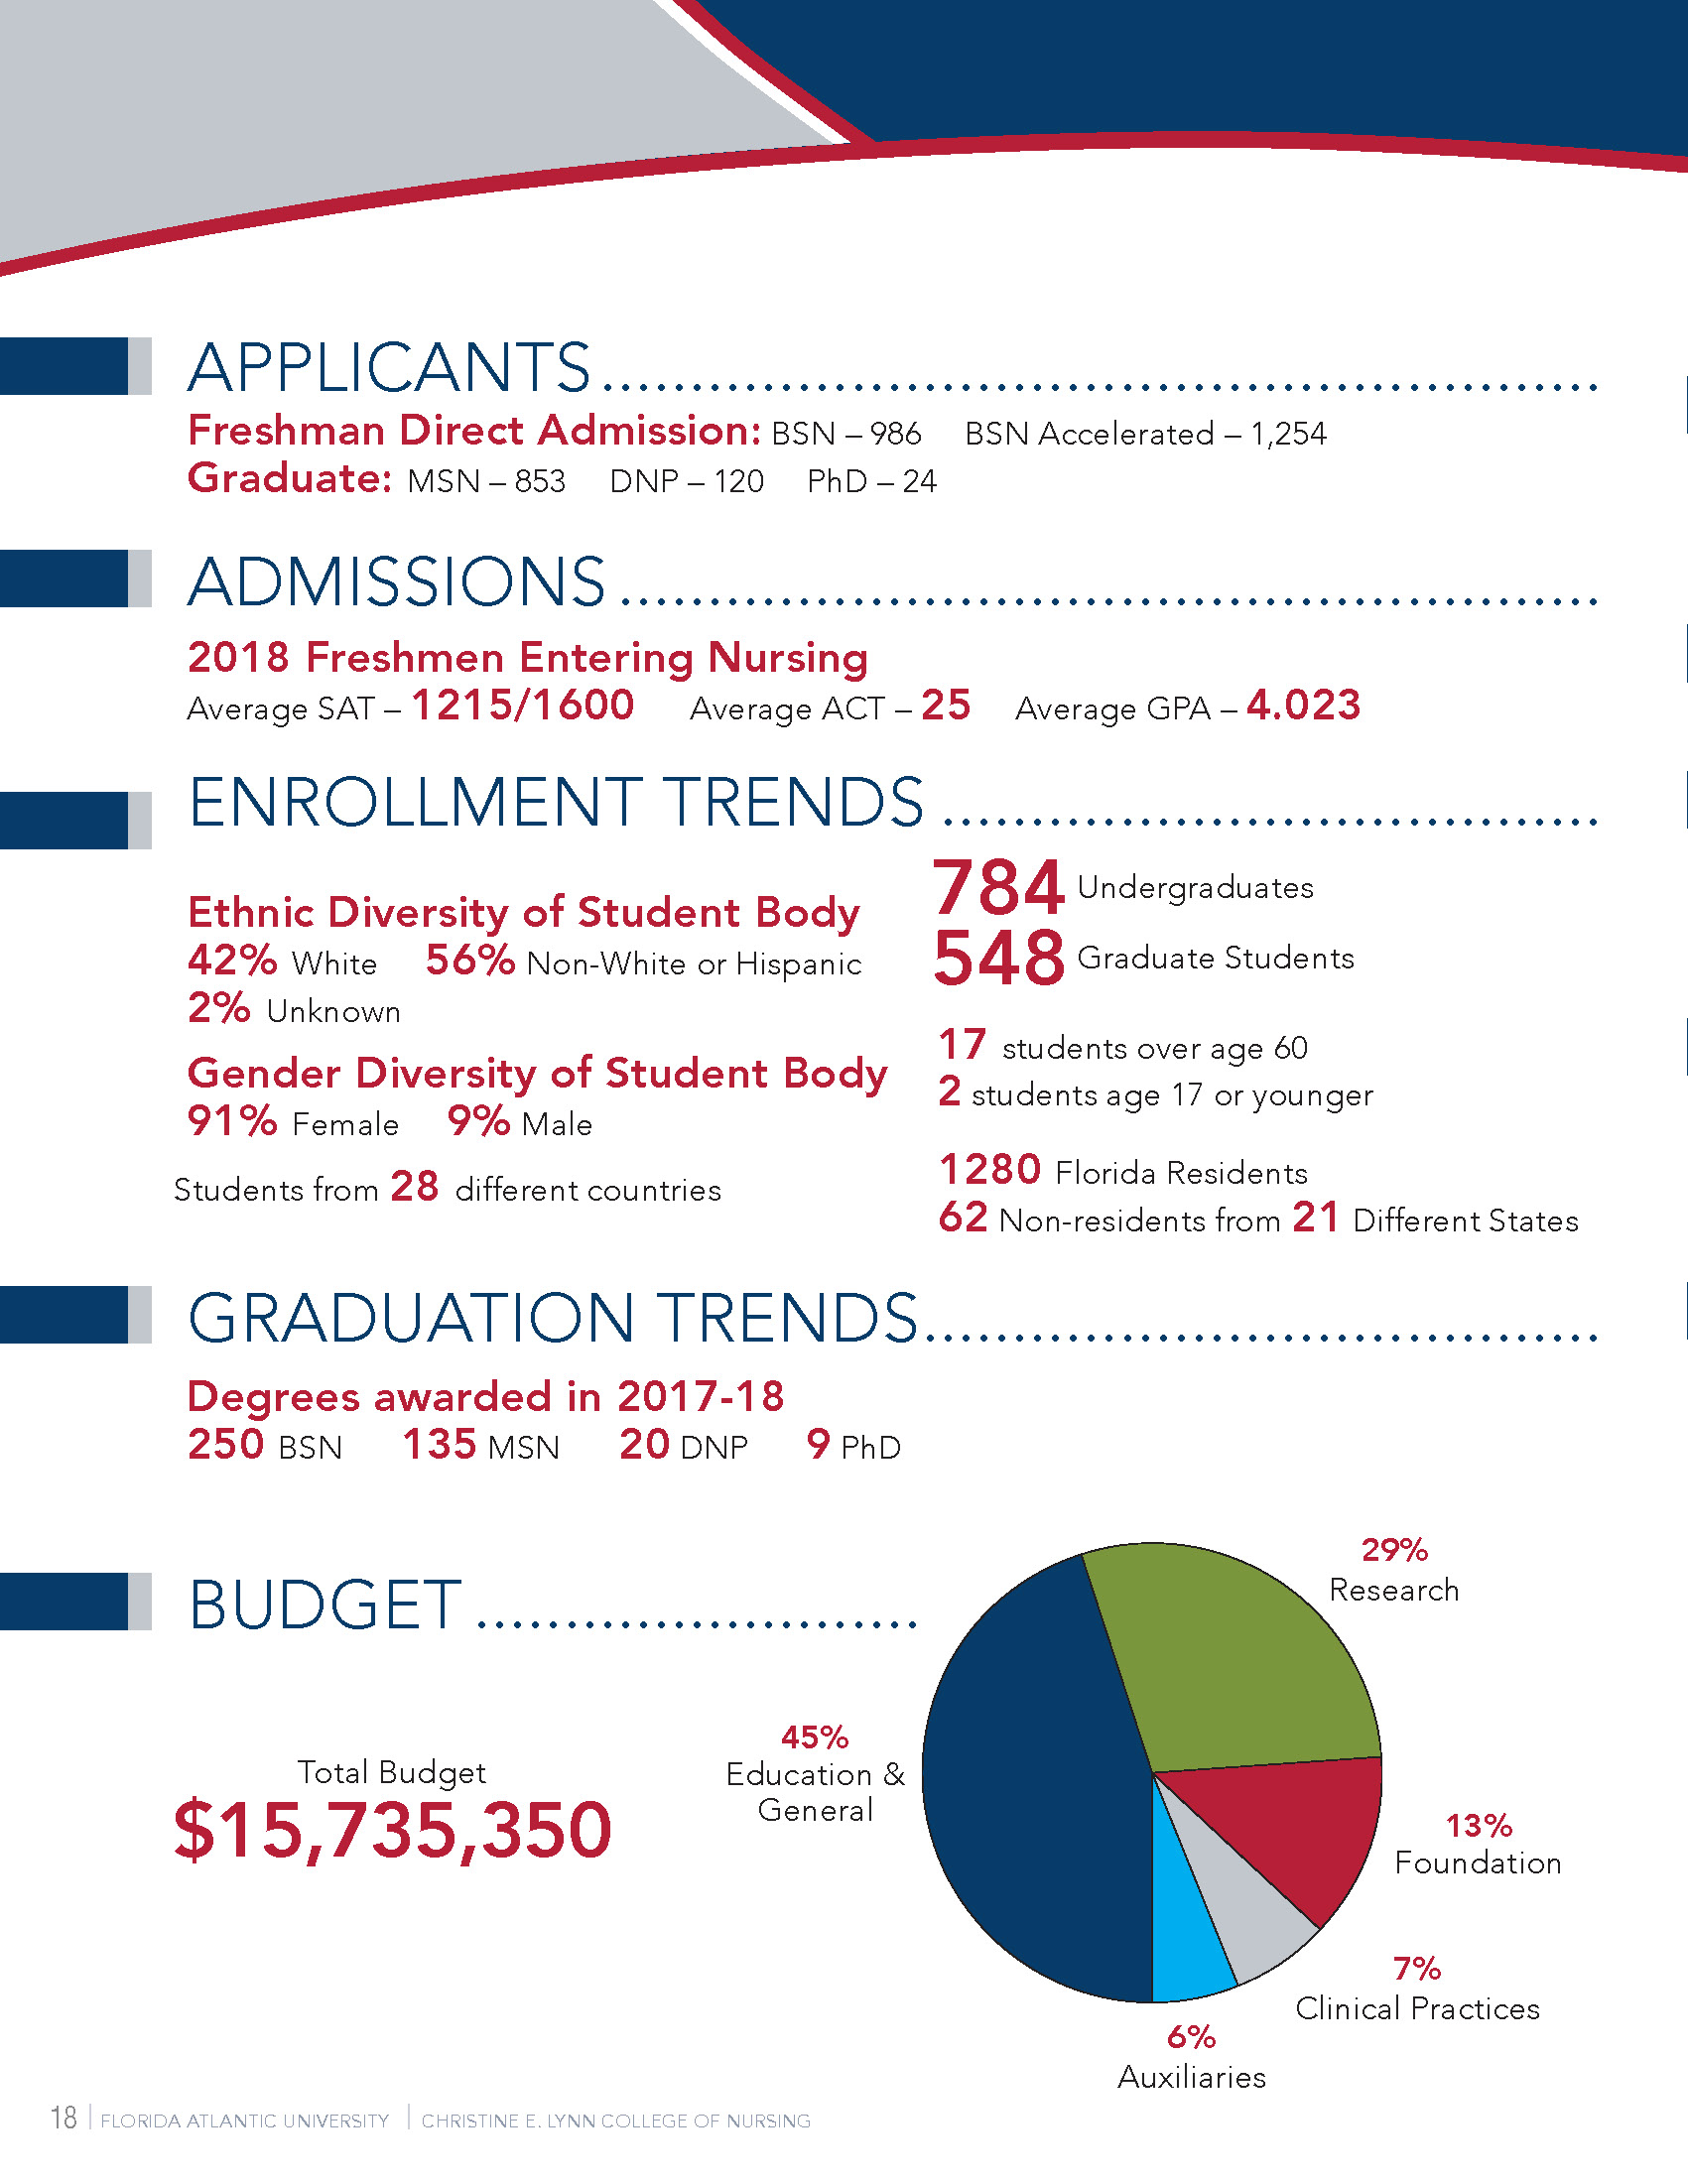 APPLICANTS
Freshman Direct Admission: BSN – 986 BSN Accelerated – 1,254
Graduate: MSN – 853 DNP – 120 PhD – 24
ADMISSIONS
2018 Freshmen Entering Nursing
Average SAT – 1215/1600 Average ACT – 25 Average GPA – 4.023
ENROLLMENT TRENDS
Ethnic Diversity of Student Body
42% White 56% Non-White or Hispanic
2% Unknown
Gender Diversity of Student Body
91% Female 9% Male
Students from 28 different countries
784 Undergraduates
548 Graduate Students
17 students over age 60
2 students age 17 or younger
1280 Florida Residents
62 Non-residents from 21 Different States
GRADUATION TRENDS
Degrees awarded in 2017-18
250 BSN 135 MSN 20 DNP 9 PhD
BUDGET
Total Budget
$15,735,350
45%
Education &
General
29%
Research
13%
Foundation
7%
Clinical Practices
6%
Auxiliaries
18 | FLORIDA ATLANTIC UNIVERSITY | CHRISTINE E. LYNN COLLEGE OF NURSING